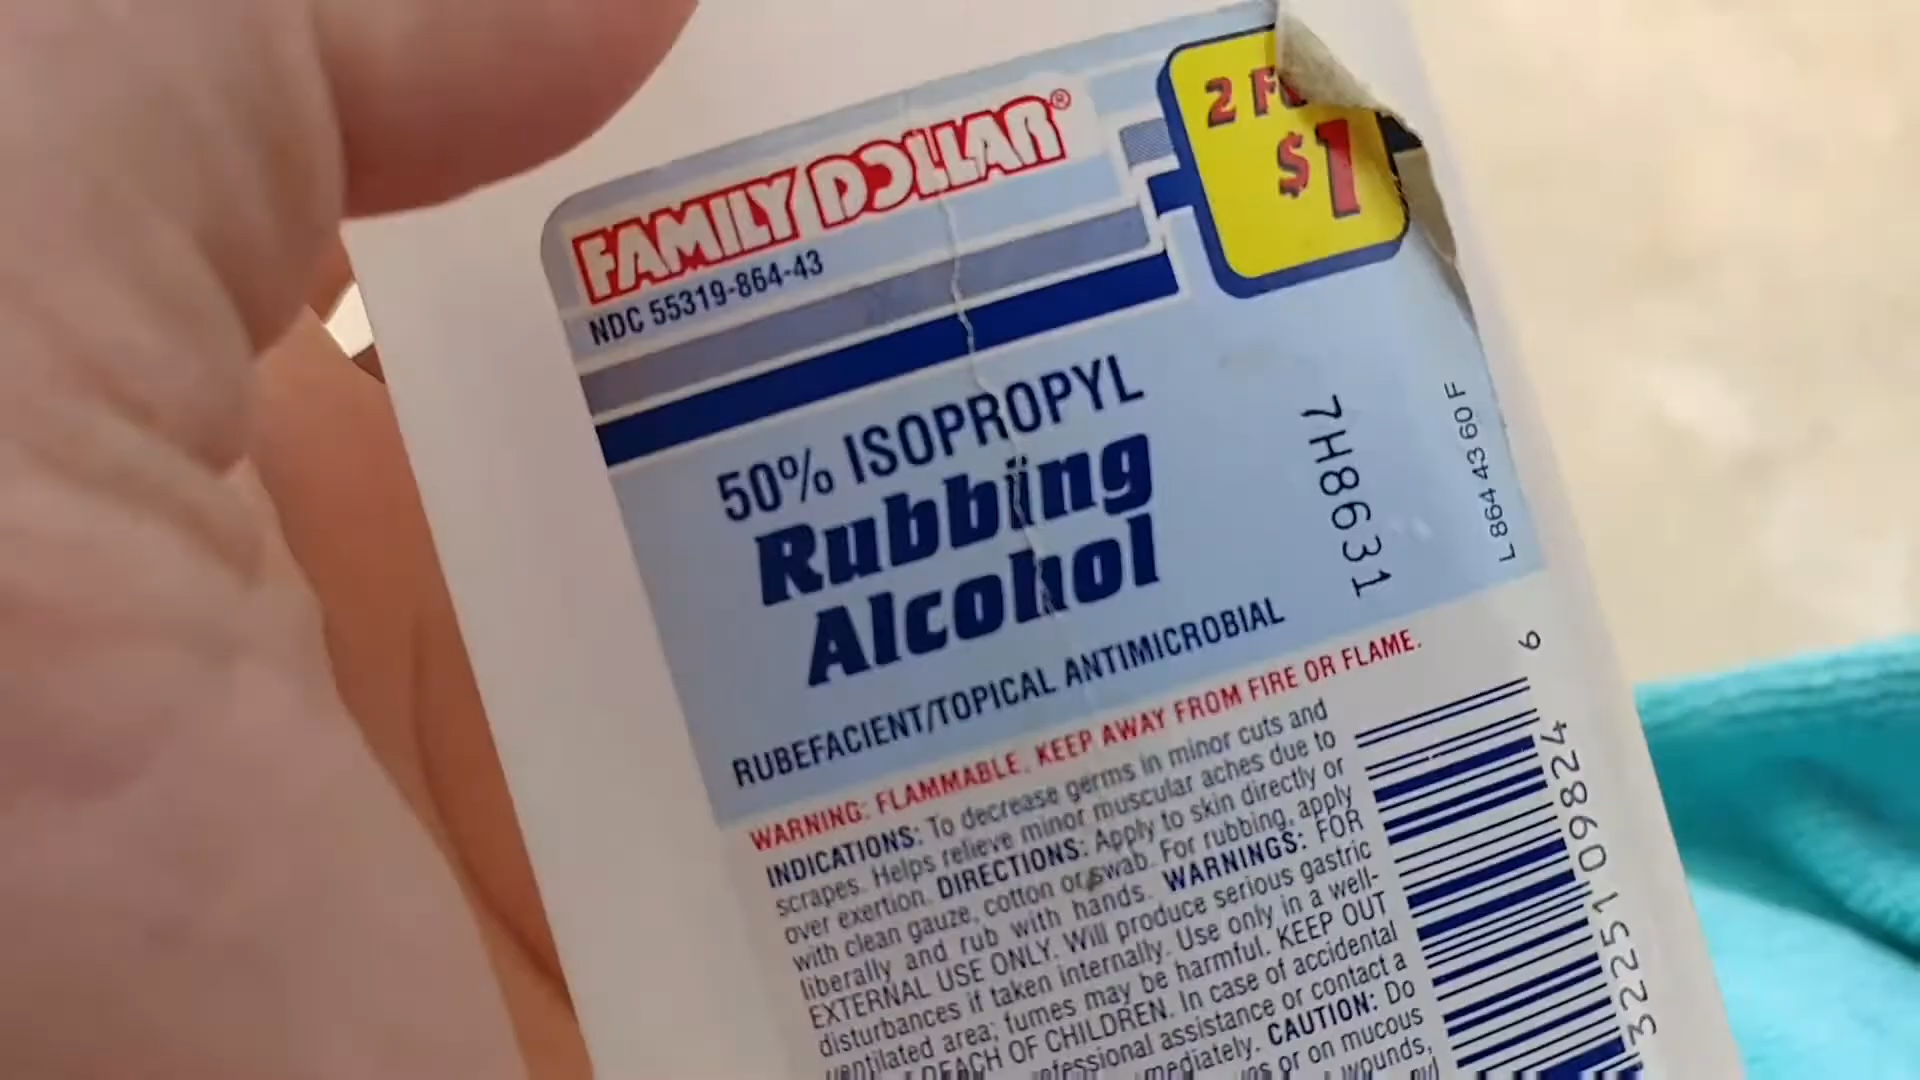 FAMILY DOLLAR®
NDC 55319-864-43
2
$1
50% ISOPROPYL
Rubbing
Alcohol
RUBEFACIENT/TOPICAL ANTIMICROBIAL
7H8631
L 864 43 60 F
WARNING: FLAMMABLE. KEEP AWAY FROM FIRE OR FLAME.
INDICATIONS: To decrease germs in minor cuts and
scrapes. Helps relieve minor muscular aches due to
over exertion. DIRECTIONS: Apply to skin directly or
with clean gauze, cotton or swab. For rubbing, apply
liberally and rub with hands. WARNINGS: FOR
EXTERNAL USE ONLY. Will produce serious gastric
disturbances if taken internally. Use only in a well-
ventilated area; fumes may be harmful. KEEP OUT
OF CHILDREN. In case of accidental
assistance or contact a
CAUTION: Do
or on mucous
wounds,
32251 09824 6